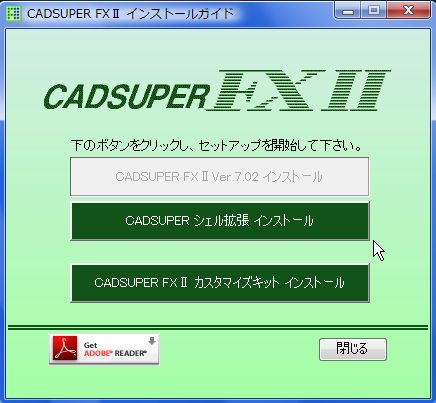 CADSUPER FXⅡ インストールガイド
CADSUPER FX II
下のボタンをクリックし、セットアップを開始して下さい。
CADSUPER FXⅡ Ver.7.02 インストール
CADSUPER シェル拡張 インストール
CADSUPER FXⅡ カスタマイズキット インストール
Get
ADOBE® READER®
閉じる